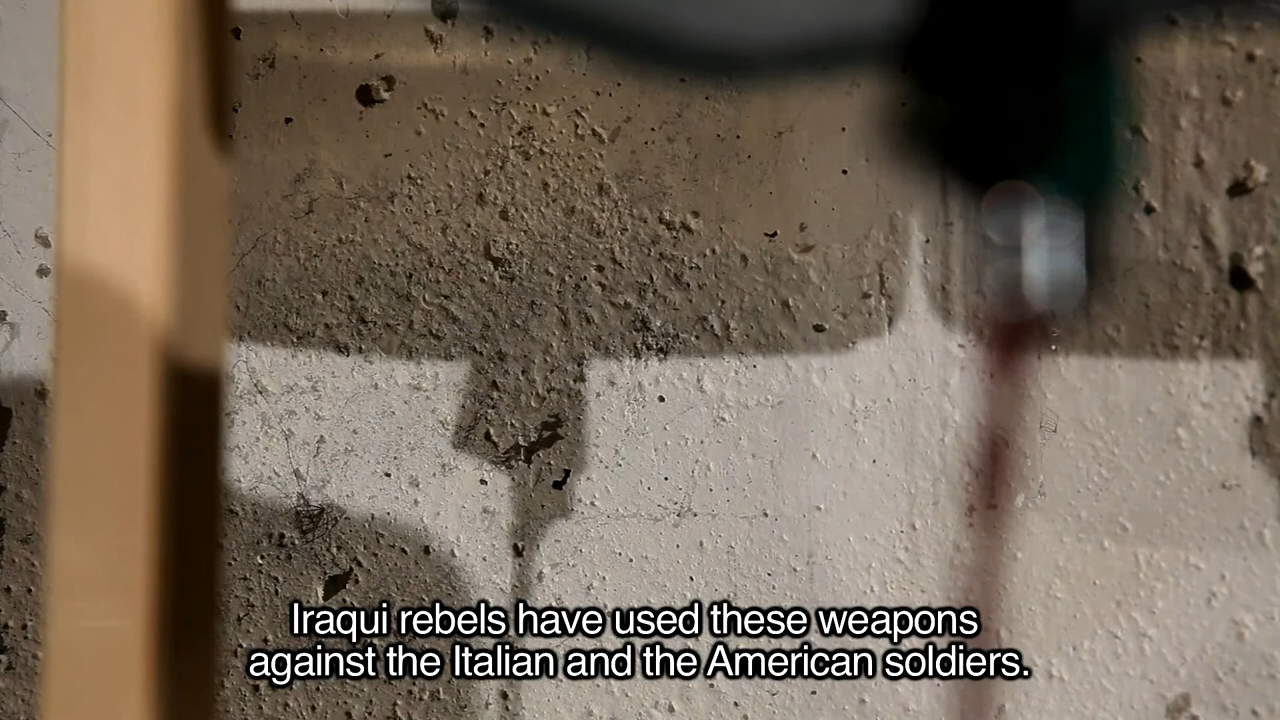 Iraqui rebels have used these weapons
against the Italian and the American soldiers.